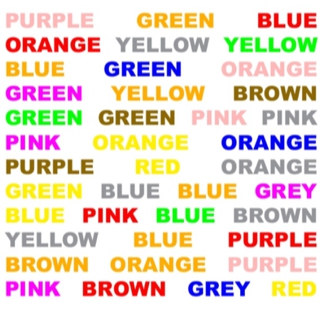 PURPLE GREEN BLUE
ORANGE YELLOW YELLOW
BLUE GREEN ORANGE
GREEN YELLOW BROWN
GREEN GREEN PINK PINK
PINK ORANGE ORANGE
PURPLE RED ORANGE
GREEN BLUE BLUE GREY
BLUE PINK BLUE BROWN
YELLOW BLUE PURPLE
BROWN ORANGE PURPLE
PINK BROWN GREY RED